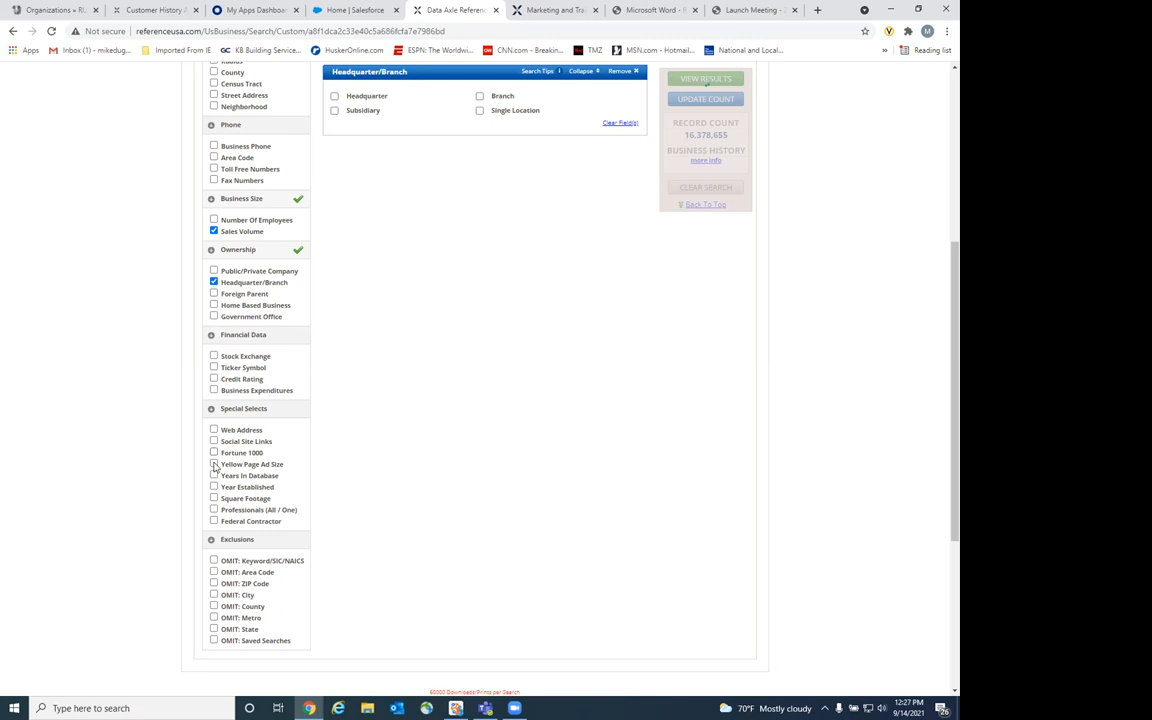 Organizations « RU
Customer History A
My Apps Dashboa
Home | Salesforce
Data Axle Referenc
Marketing and Tra
Microsoft Word - R
Launch Meeting - Z
Not secure | referenceusa.com/UsBusiness/Search/Custom/a8f1dca2c33e40c5a686fcfa7e7986bd
M
Apps
Inbox (1) - mikedug...
Imported From IE
KB Building Service...
HuskerOnline.com
ESPN: The Worldwi...
CNN.com - Breakin...
TMZ
MSN.com - Hotmail...
National and Local...
»
Reading list
County
Census Tract
Street Address
Neighborhood
Phone
Business Phone
Area Code
Toll Free Numbers
Fax Numbers
Business Size
Number Of Employees
Sales Volume
Ownership
Public/Private Company
Headquarter/Branch
Foreign Parent
Home Based Business
Government Office
Financial Data
Stock Exchange
Ticker Symbol
Credit Rating
Business Expenditures
Special Selects
Web Address
Social Site Links
Fortune 1000
Yellow Page Ad Size
Years In Database
Year Established
Square Footage
Professionals (All / One)
Federal Contractor
Exclusions
OMIT: Keyword/SIC/NAICS
OMIT: Area Code
OMIT: ZIP Code
OMIT: City
OMIT: County
OMIT: Metro
OMIT: State
OMIT: Saved Searches
Headquarter/Branch
Search Tips
Collapse
Remove
Headquarter
Branch
Subsidiary
Single Location
Clear Field(s)
VIEW RESULTS
UPDATE COUNT
RECORD COUNT
16,378,655
BUSINESS HISTORY
more info
CLEAR SEARCH
Back To Top
60000 Downloads/Prints per Search
Type here to search
70°F Mostly cloudy
12:27 PM
9/14/2021
26